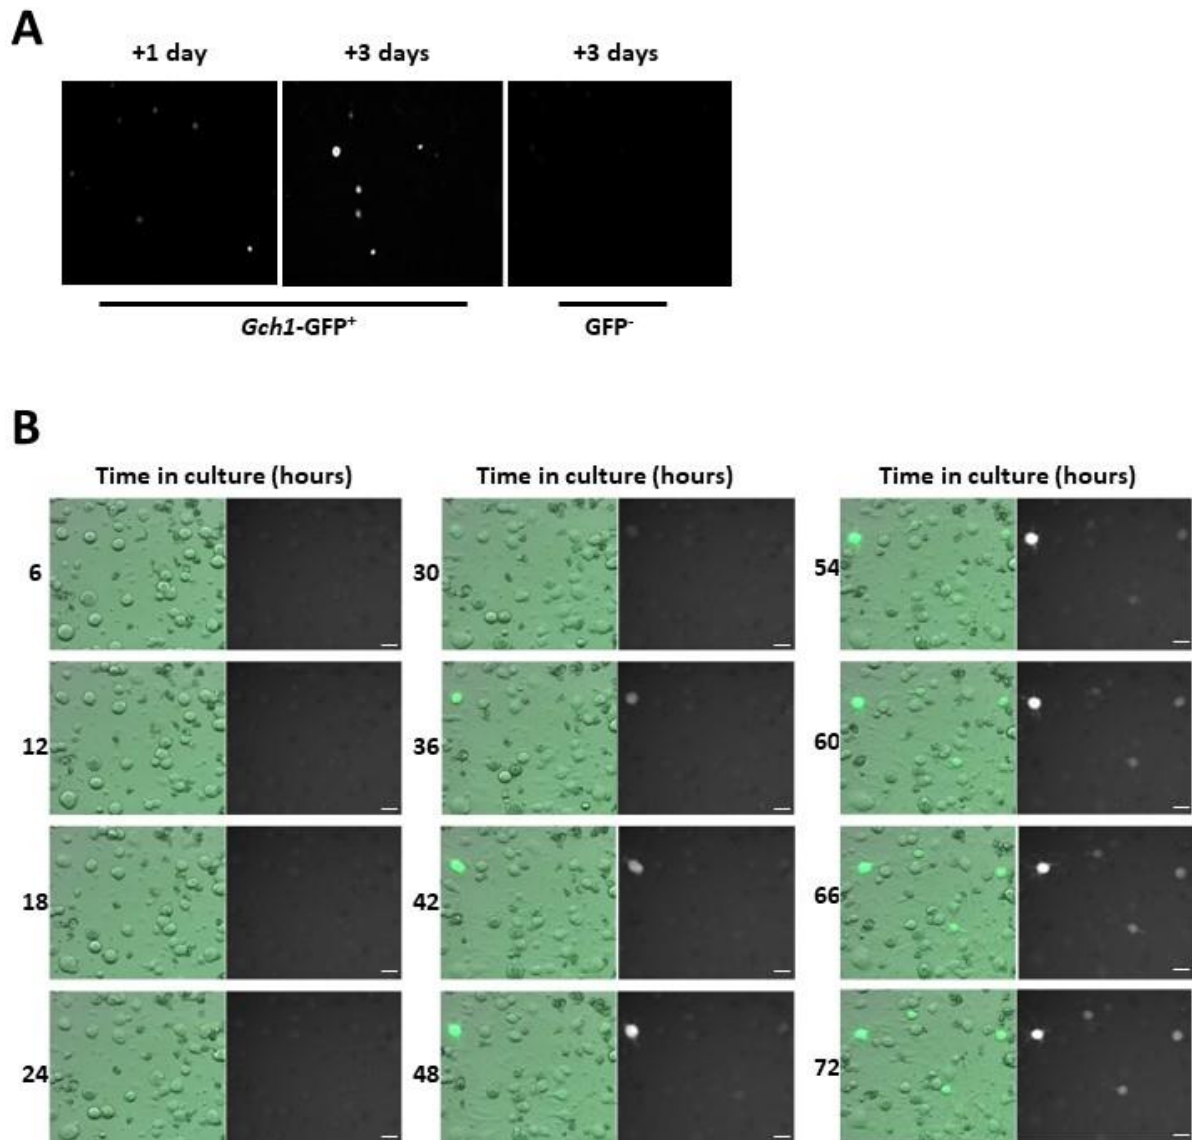 A
+1 day +3 days +3 days
Gch1-GFP⁺ GFP⁻
B
Time in culture (hours) Time in culture (hours) Time in culture (hours)
6 30 54
12 36 60
18 42 66
24 48 72